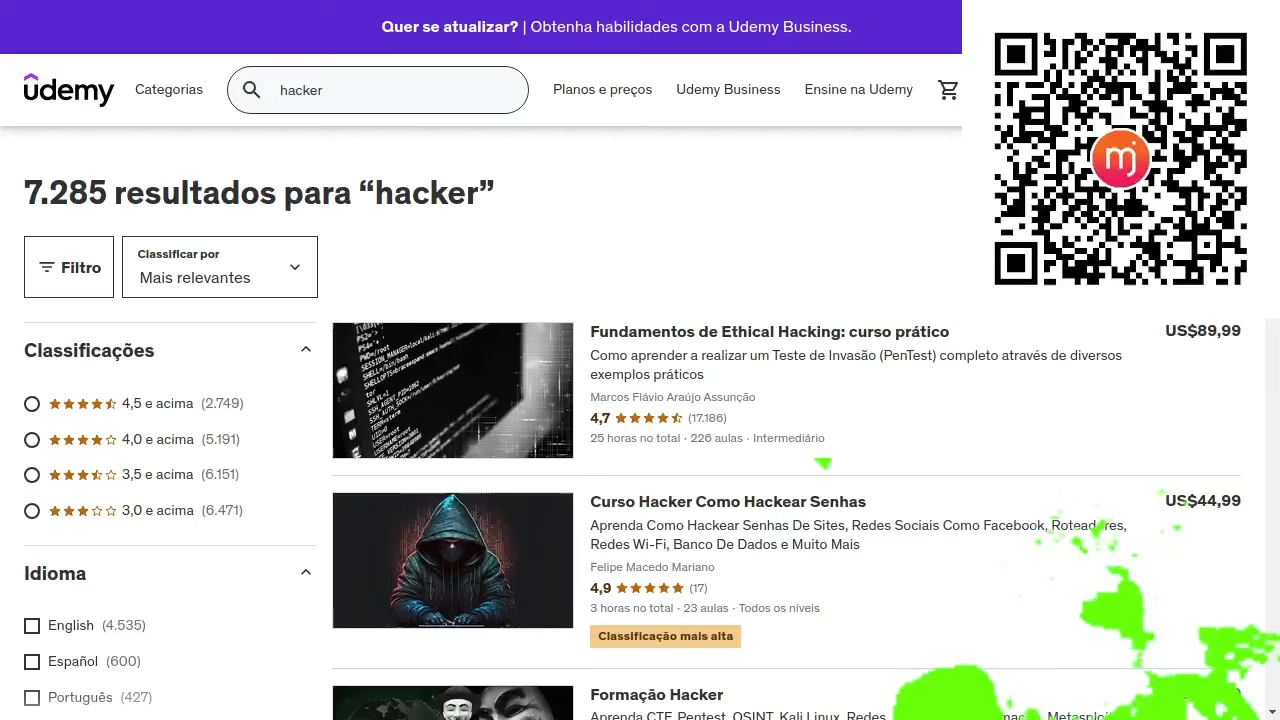 Quer se atualizar? | Obtenha habilidades com a Udemy Business.
udemy
Categorias
hacker
Planos e preços
Udemy Business
Ensine na Udemy
mj
7.285 resultados para “hacker”
Filtro
Classificar por
Mais relevantes
Classificações
4,5 e acima (2.749)
4,0 e acima (5.191)
3,5 e acima (6.151)
3,0 e acima (6.471)
Idioma
English (4.535)
Español (600)
Português (427)
Fundamentos de Ethical Hacking: curso prático
US$89,99
Como aprender a realizar um Teste de Invasão (PenTest) completo através de diversos
exemplos práticos
Marcos Flávio Araújo Assunção
4,7 (17.186)
25 horas no total · 226 aulas · Intermediário
Curso Hacker Como Hackear Senhas
US$44,99
Aprenda Como Hackear Senhas De Sites, Redes Sociais Como Facebook, Roteadores,
Redes Wi-Fi, Banco De Dados e Muito Mais
Felipe Macedo Mariano
4,9 (17)
3 horas no total · 23 aulas · Todos os níveis
Classificação mais alta
Formação Hacker
Aprenda CTF, Pentest, OSINT, Kali Linux, Redes